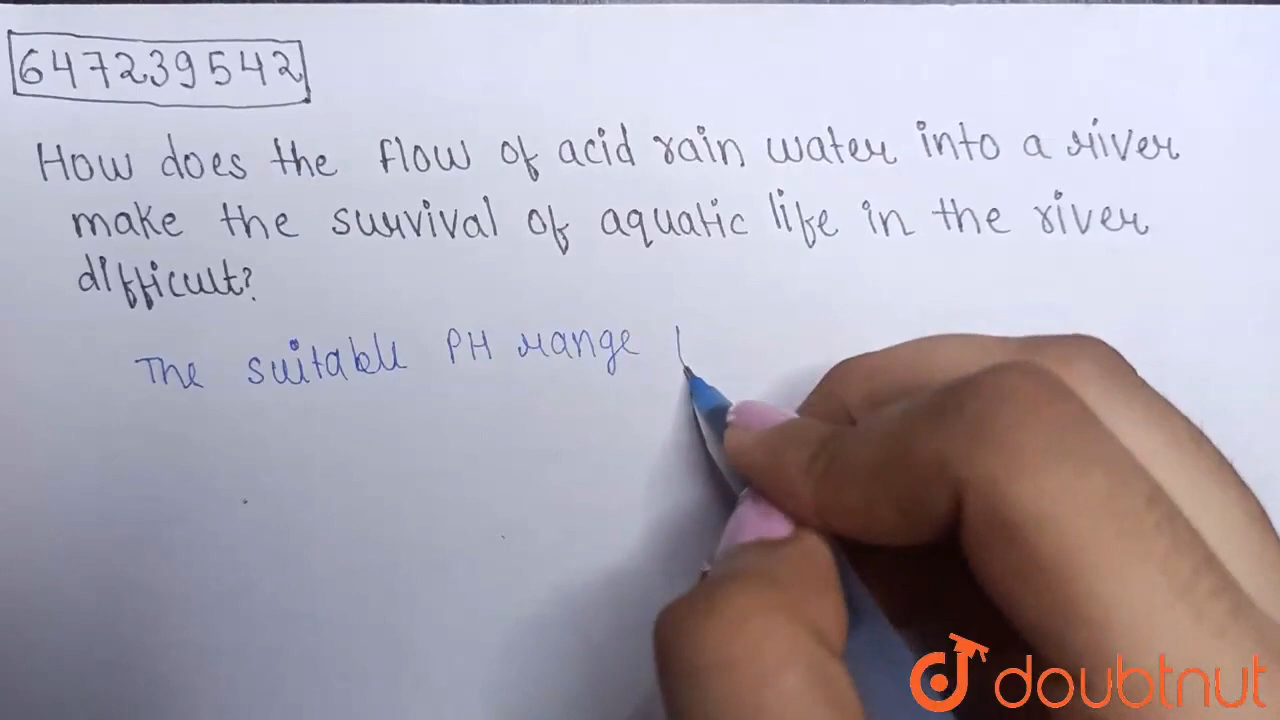 647239542
How does the flow of acid rain water into a river
make the survival of aquatic life in the river
difficult?
The suitable PH range
doubtnut